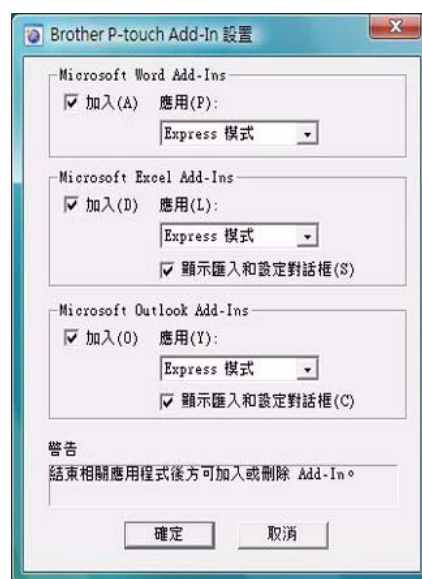 Brother P-touch Add-In 設置
Microsoft Word Add-Ins
加入(A) 應用(P):
Express 模式
Microsoft Excel Add-Ins
加入(D) 應用(L):
Express 模式
顯示匯入和設定對話框(S)
Microsoft Outlook Add-Ins
加入(O) 應用(Y):
Express 模式
顯示匯入和設定對話框(C)
警告
結束相關應用程式後方可加入或刪除 Add-In。
確定 取消